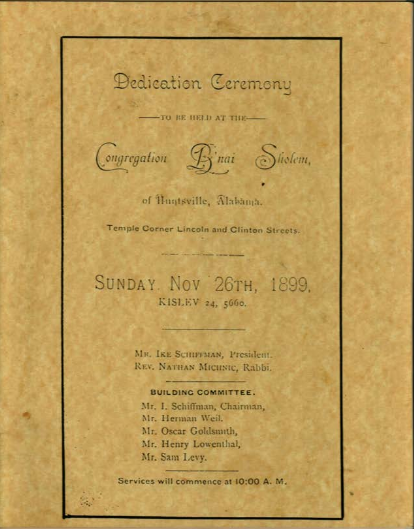 Dedication Ceremony
TO BE HELD AT THE
Congregation B'nai Sholem,
of Huntsville, Alabama.
Temple Corner Lincoln and Clinton Streets.
SUNDAY. NOV 26TH, 1899,
KISLEV 24, 5660.
MR. IKE SCHIFFMAN, President.
REV. NATHAN MICHNIC, Rabbi.
BUILDING COMMITTEE.
Mr. I. Schiffman, Chairman,
Mr. Herman Weil.
Mr. Oscar Goldsmith,
Mr. Henry Lowenthal,
Mr. Sam Levy.
Services will commence at 10:00 A. M.